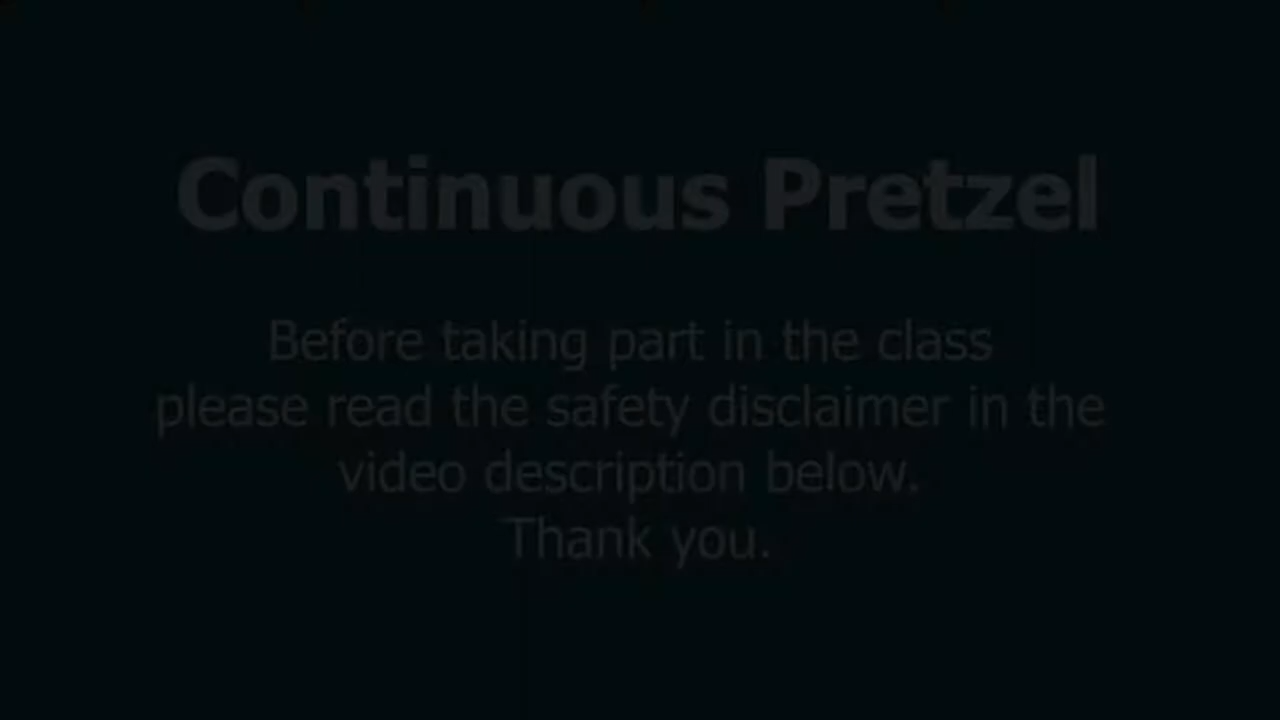 Continuous Pretzel
Before taking part in the class
please read the safety disclaimer in the
video description below.
Thank you.